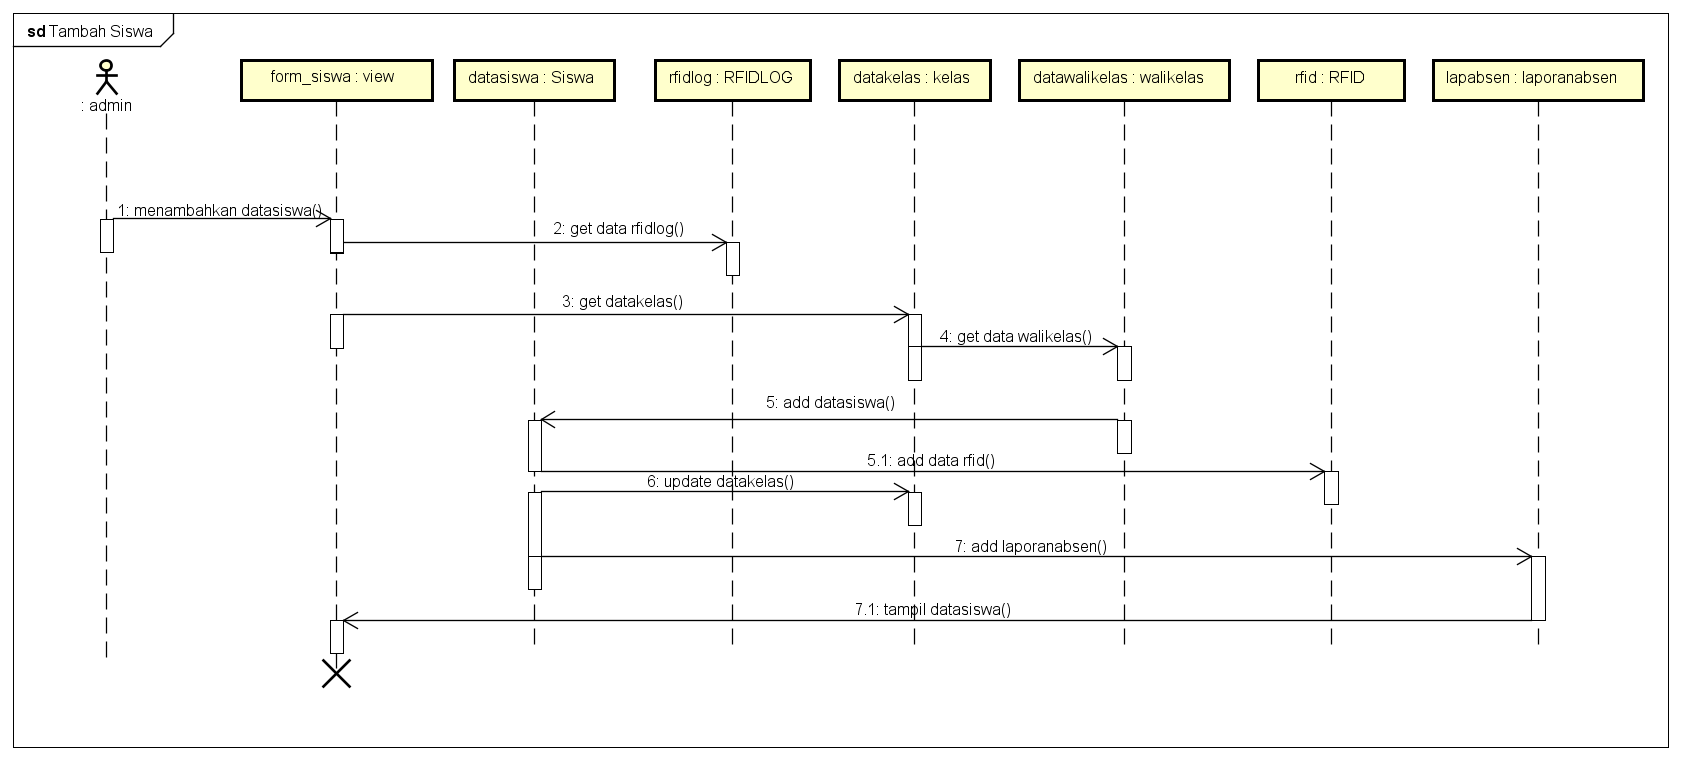 sd Tambah Siswa
: admin
form_siswa : view
datasiswa : Siswa
rfidlog : RFIDLOG
datakelas : kelas
datawalikelas : walikelas
rfid : RFID
lapabsen : laporanabsen
1: menambahkan datasiswa()
2: get data rfidlog()
3: get datakelas()
4: get data walikelas()
5: add datasiswa()
5.1: add data rfid()
6: update datakelas()
7: add laporanabsen()
7.1: tampil datasiswa()